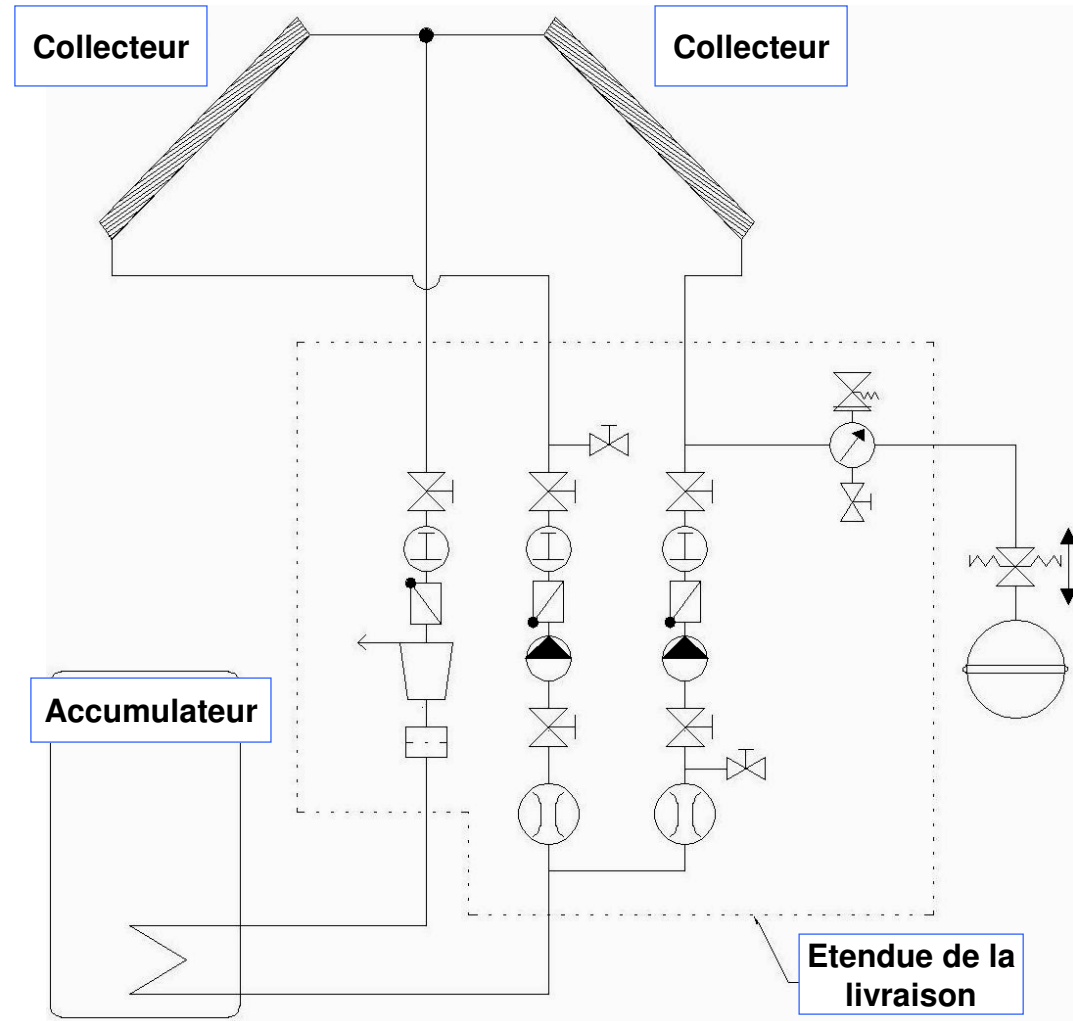 Collecteur
Collecteur
Accumulateur
Etendue de la
livraison